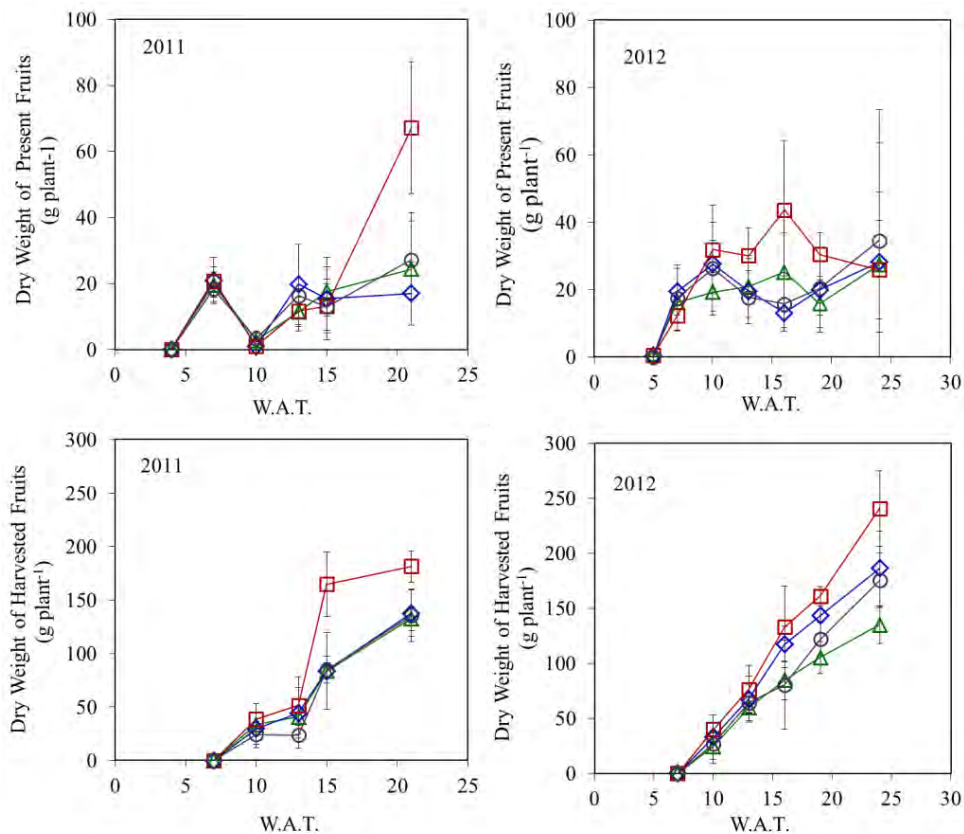 Dry Weight of Present Fruits
(g plant-1)
100
80
60
40
20
0
2011
0 5 10 15 20 25
W.A.T.
Dry Weight of Present Fruits
(g plant⁻¹)
100
80
60
40
20
0
2012
0 5 10 15 20 25 30
W.A.T.
Dry Weight of Harvested Fruits
(g plant⁻¹)
300
250
200
150
100
50
0
2011
0 5 10 15 20 25
W.A.T.
Dry Weight of Harvested Fruits
(g plant⁻¹)
300
250
200
150
100
50
0
2012
0 5 10 15 20 25 30
W.A.T.